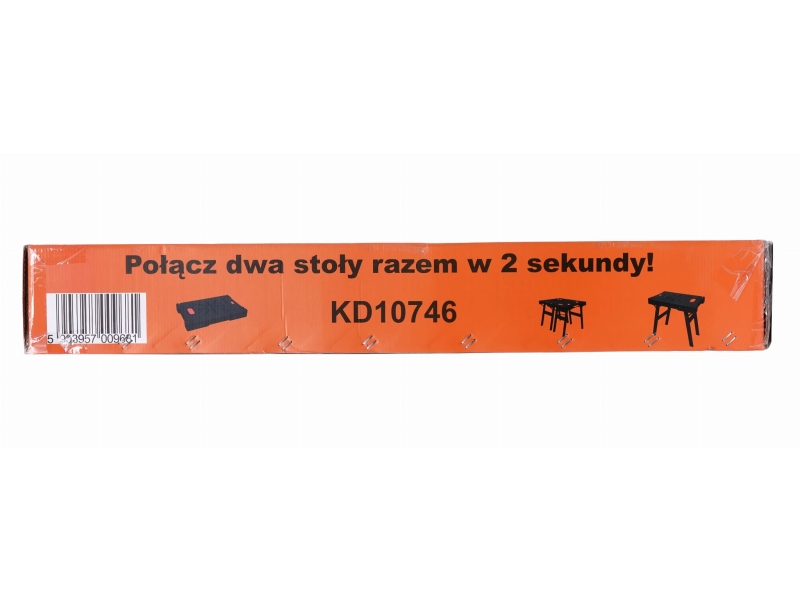 Połącz dwa stoły razem w 2 sekundy!
KD10746